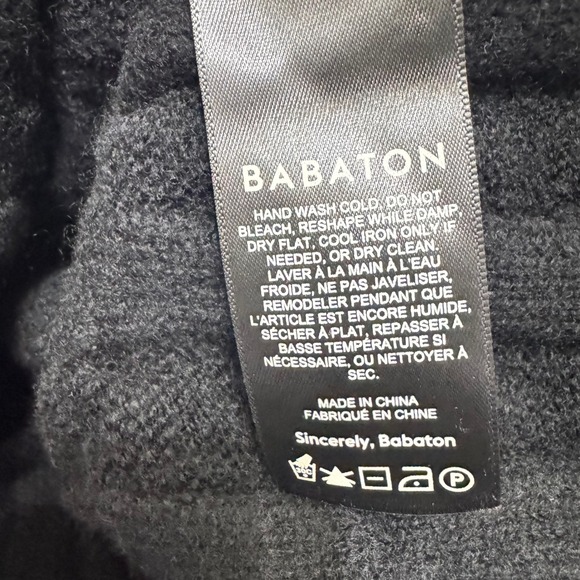 BABATON
HAND WASH COLD, DO NOT
BLEACH, RESHAPE WHILE DAMP,
DRY FLAT, COOL IRON ONLY IF
NEEDED, OR DRY CLEAN.
LAVER À LA MAIN À L'EAU
FROIDE, NE PAS JAVELISER,
REMODELER PENDANT QUE
L'ARTICLE EST ENCORE HUMIDE,
SÉCHER À PLAT, REPASSER À
BASSE TEMPÉRATURE SI
NÉCESSAIRE, OU NETTOYER À
SEC.
MADE IN CHINA
FABRIQUÉ EN CHINE
Sincerely, Babaton
30C P